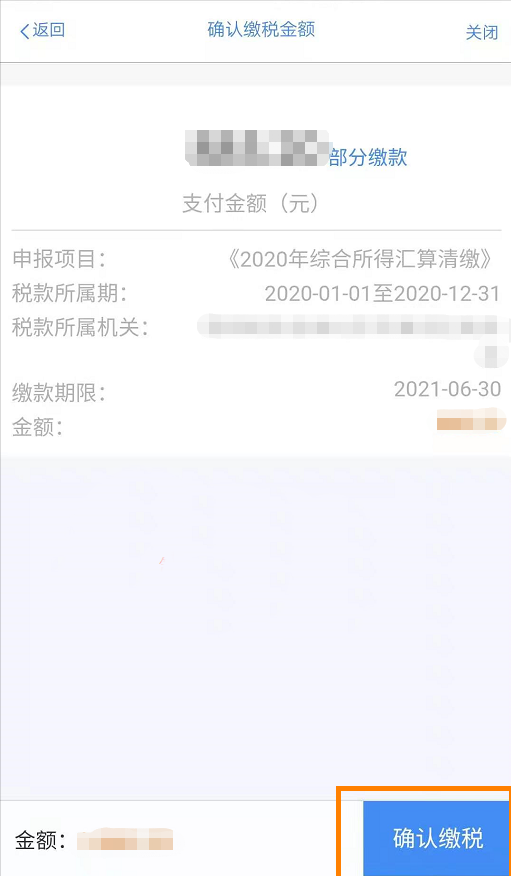 返回
确认缴税金额
关闭
部分缴款
支付金额（元）
申报项目：
《2020年综合所得汇算清缴》
税款所属期：
2020-01-01至2020-12-31
税款所属机关：
缴款期限：
2021-06-30
金额：
金额：
确认缴税